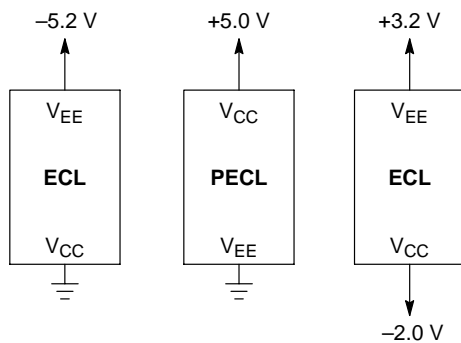 –5.2 V +5.0 V +3.2 V
VEE VCC VEE
ECL PECL ECL
VCC VEE VCC
–2.0 V